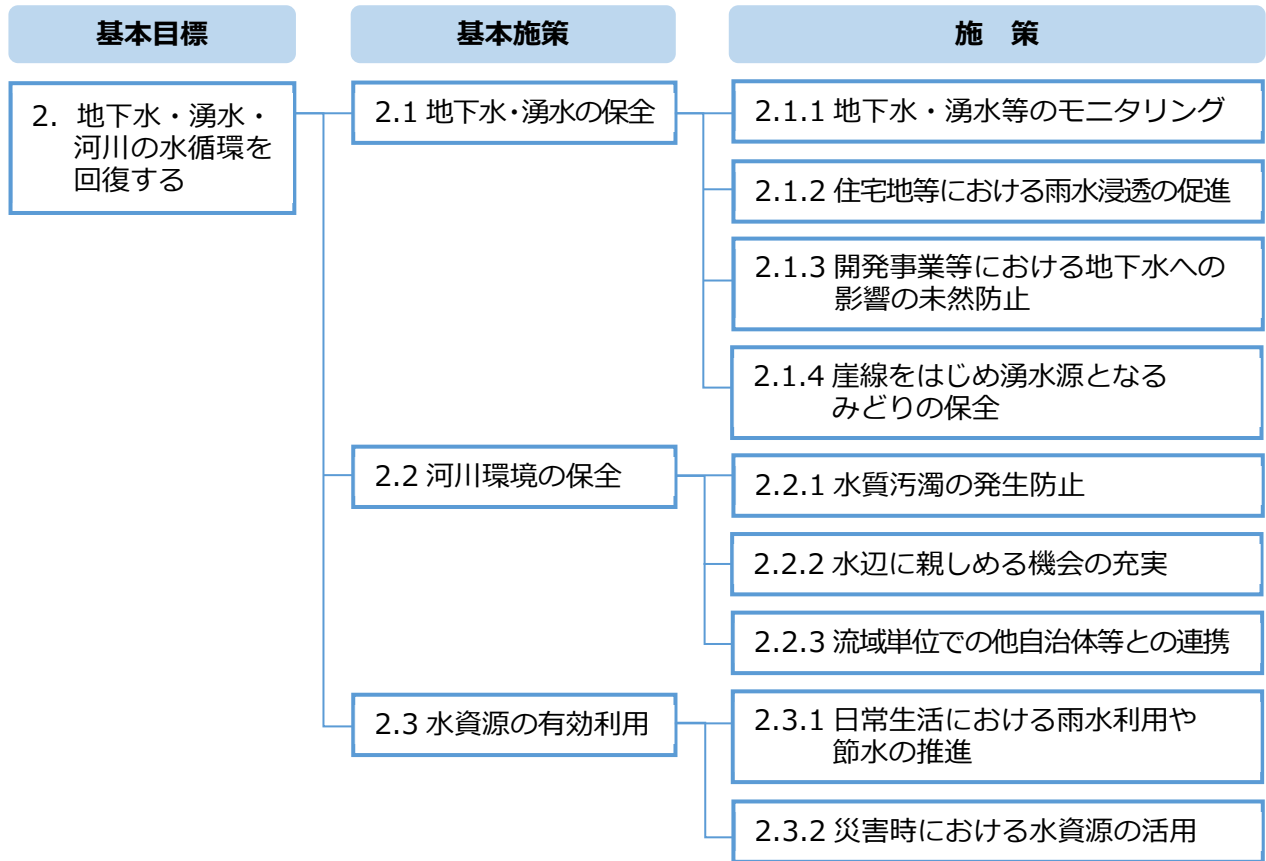 基本目標
基本施策
施　策
2. 地下水・湧水・
河川の水循環を
回復する
2.1 地下水・湧水の保全
2.1.1 地下水・湧水等のモニタリング
2.1.2 住宅地等における雨水浸透の促進
2.1.3 開発事業等における地下水への
影響の未然防止
2.1.4 崖線をはじめ湧水源となる
みどりの保全
2.2 河川環境の保全
2.2.1 水質汚濁の発生防止
2.2.2 水辺に親しめる機会の充実
2.2.3 流域単位での他自治体等との連携
2.3 水資源の有効利用
2.3.1 日常生活における雨水利用や
節水の推進
2.3.2 災害時における水資源の活用